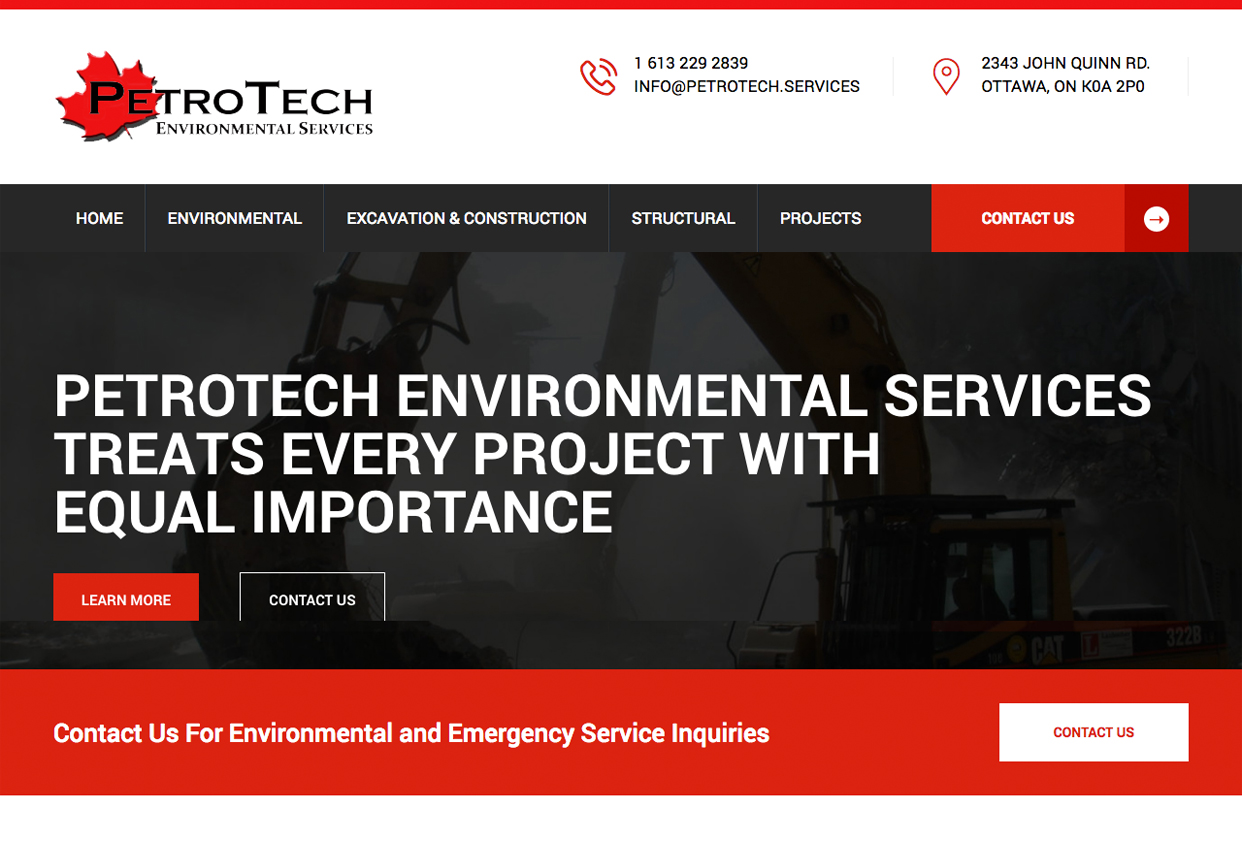 PETROTECH
ENVIRONMENTAL SERVICES
1 613 229 2839
INFO@PETROTECH.SERVICES
2343 JOHN QUINN RD.
OTTAWA, ON K0A 2P0
HOME
ENVIRONMENTAL
EXCAVATION & CONSTRUCTION
STRUCTURAL
PROJECTS
CONTACT US
PETROTECH ENVIRONMENTAL SERVICES
TREATS EVERY PROJECT WITH
EQUAL IMPORTANCE
LEARN MORE
CONTACT US
CAT
322B
Contact Us For Environmental and Emergency Service Inquiries
CONTACT US